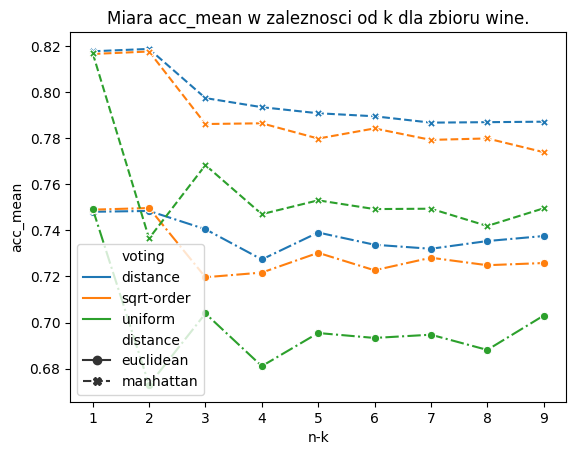 Miara acc_mean w zaleznosci od k dla zbioru wine.
0.82
0.80
0.78
0.76
0.74
0.72
0.70
0.68
acc_mean
voting
distance
sqrt-order
uniform
distance
euclidean
manhattan
1 2 3 4 5 6 7 8 9
n-k